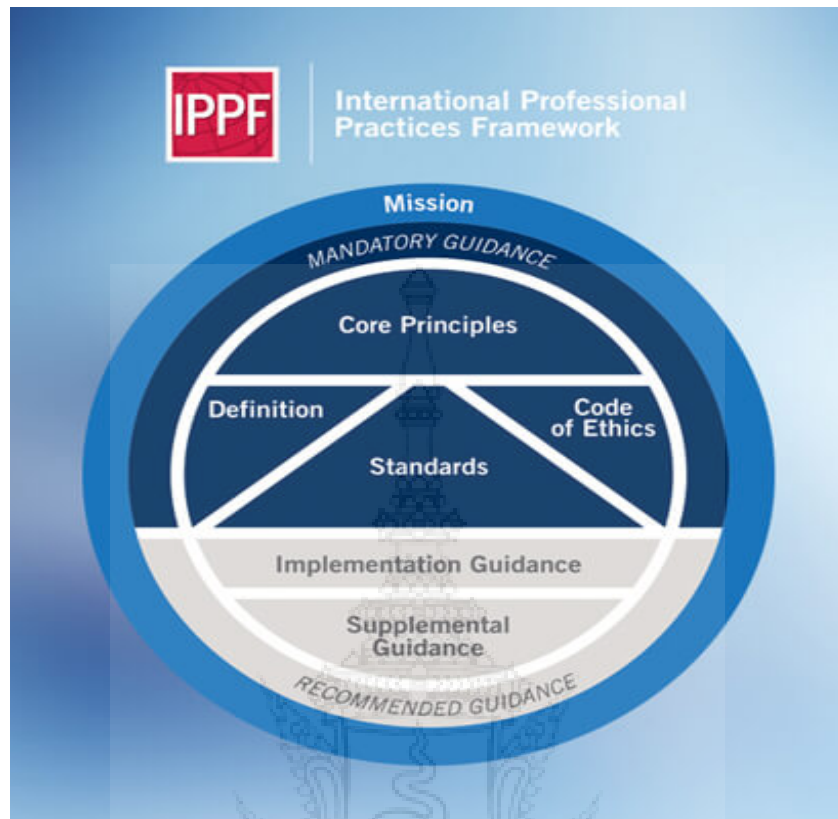 IPPF
International Professional
Practices Framework
Mission
MANDATORY GUIDANCE
Core Principles
Definition
Code
of Ethics
Standards
Implementation Guidance
Supplemental
Guidance
RECOMMENDED GUIDANCE